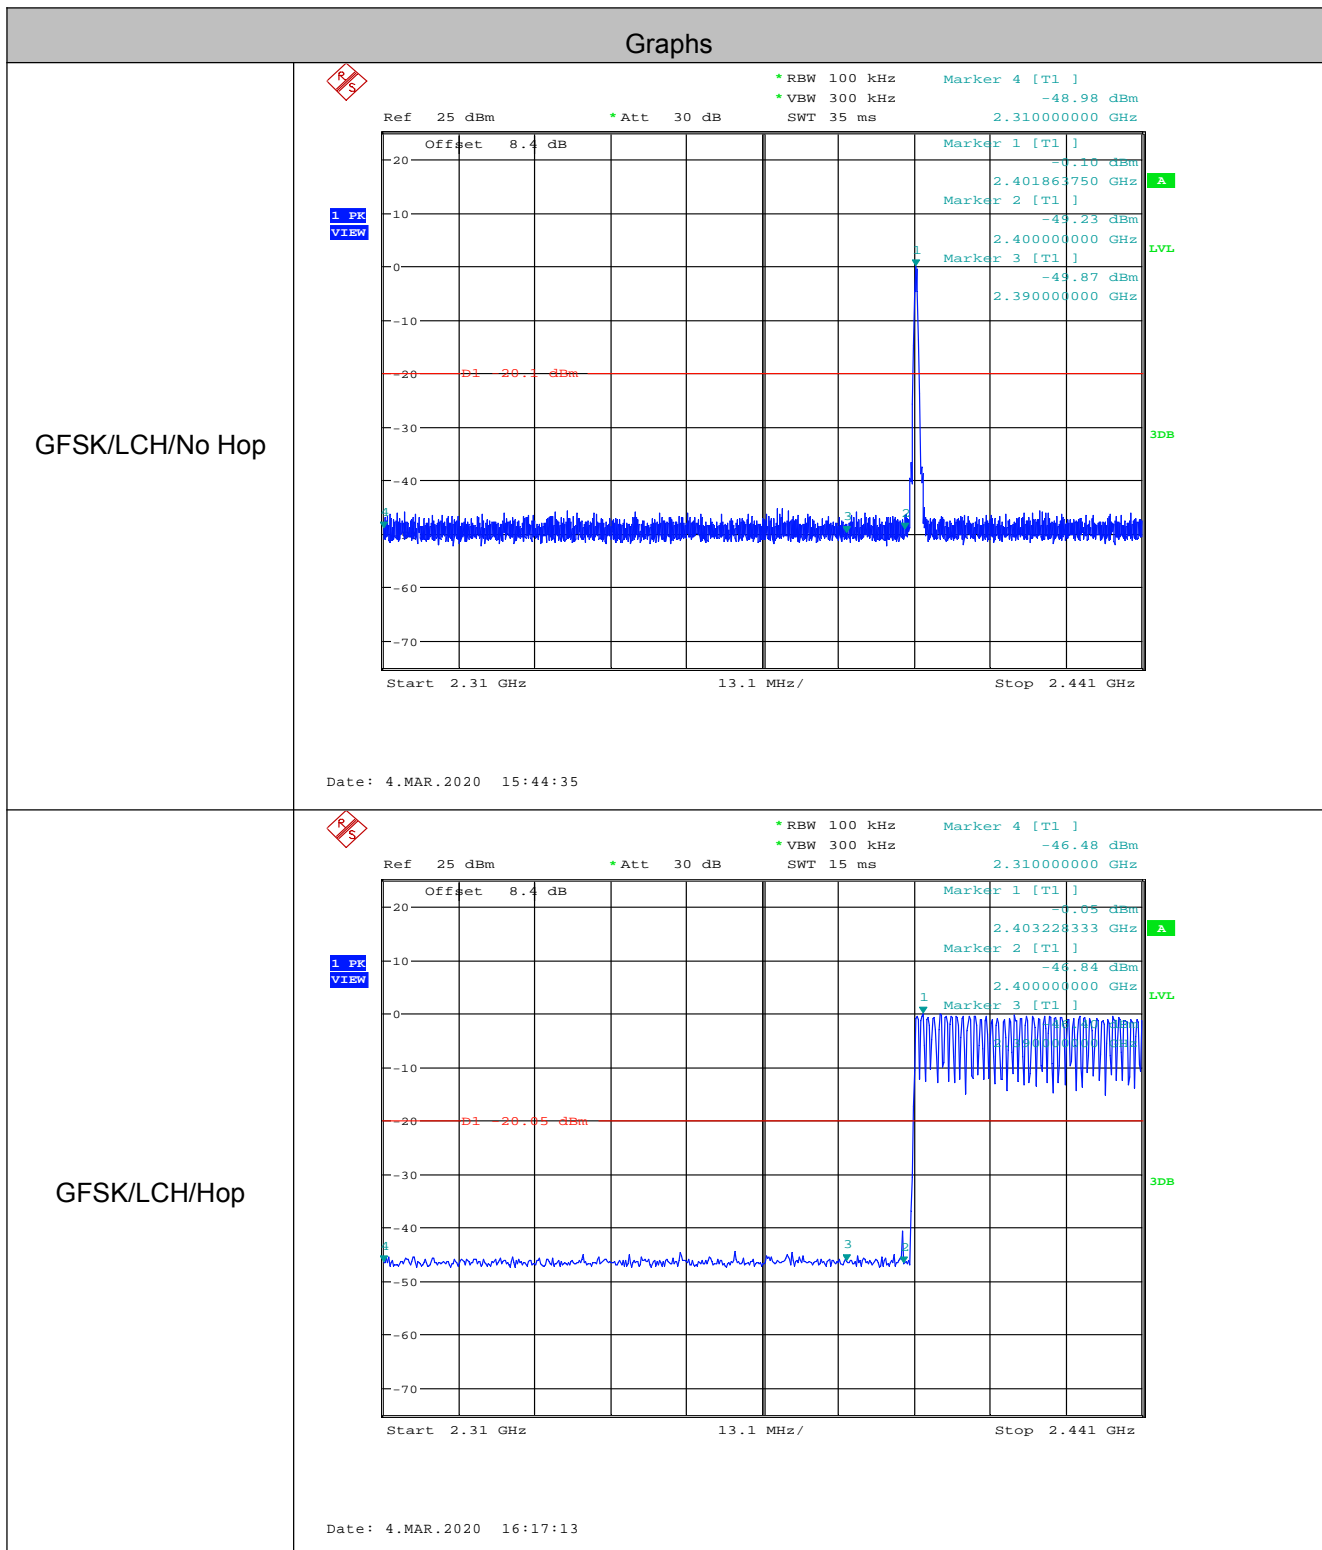 Graphs
GFSK/LCH/No Hop
R S
* RBW 100 kHz Marker 4 [T1 ]
* VBW 300 kHz -48.98 dBm
Ref 25 dBm * Att 30 dB SWT 35 ms 2.310000000 GHz
Offset 8.4 dB Marker 1 [T1 ]
20 -0.10 dBm
2.401863750 GHz A
Marker 2 [T1 ]
1 PK 10 -49.23 dBm
VIEW 2.400000000 GHz
1 LVL
0 Marker 3 [T1 ]
-49.87 dBm
2.390000000 GHz
-10
-20 D1 -20.1 dBm
-30 3DB
-40
4 3 2
-60
-70
Start 2.31 GHz 13.1 MHz/ Stop 2.441 GHz
Date: 4.MAR.2020 15:44:35
GFSK/LCH/Hop
R S
* RBW 100 kHz Marker 4 [T1 ]
* VBW 300 kHz -46.48 dBm
Ref 25 dBm * Att 30 dB SWT 15 ms 2.310000000 GHz
Offset 8.4 dB Marker 1 [T1 ]
20 -0.05 dBm
2.403228333 GHz A
Marker 2 [T1 ]
1 PK 10 -46.84 dBm
VIEW 2.400000000 GHz
1 LVL
0 Marker 3 [T1 ]
dBm
2.390000000 GHz
-10
-20 D1 -20.05 dBm
-30 3DB
-40
4 3 2
-50
-60
-70
Start 2.31 GHz 13.1 MHz/ Stop 2.441 GHz
Date: 4.MAR.2020 16:17:13